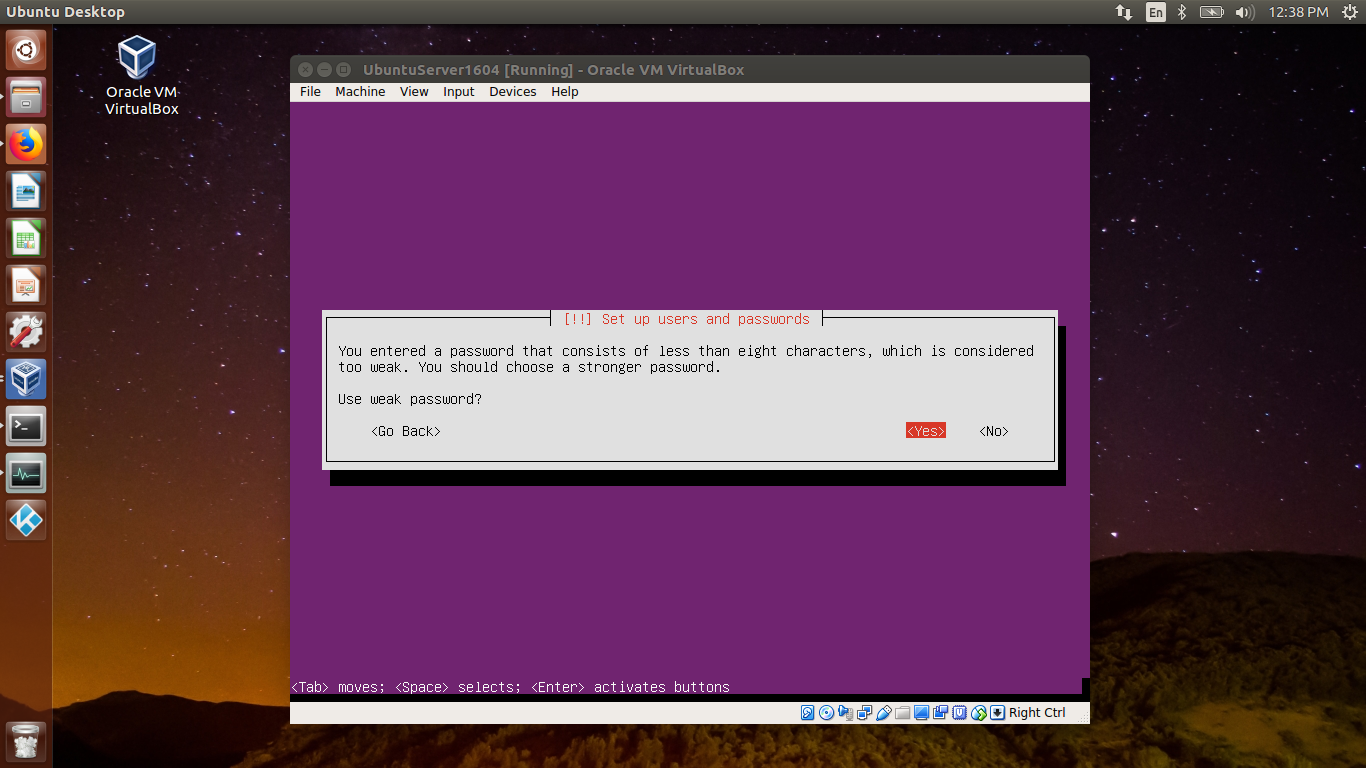 Ubuntu Desktop
En
12:38 PM
Oracle VM
VirtualBox
UbuntuServer1604 [Running] - Oracle VM VirtualBox
File Machine View Input Devices Help
[!!] Set up users and passwords
You entered a password that consists of less than eight characters, which is considered
too weak. You should choose a stronger password.
Use weak password?
<Go Back> <Yes> <No>
<Tab> moves; <Space> selects; <Enter> activates buttons
Right Ctrl